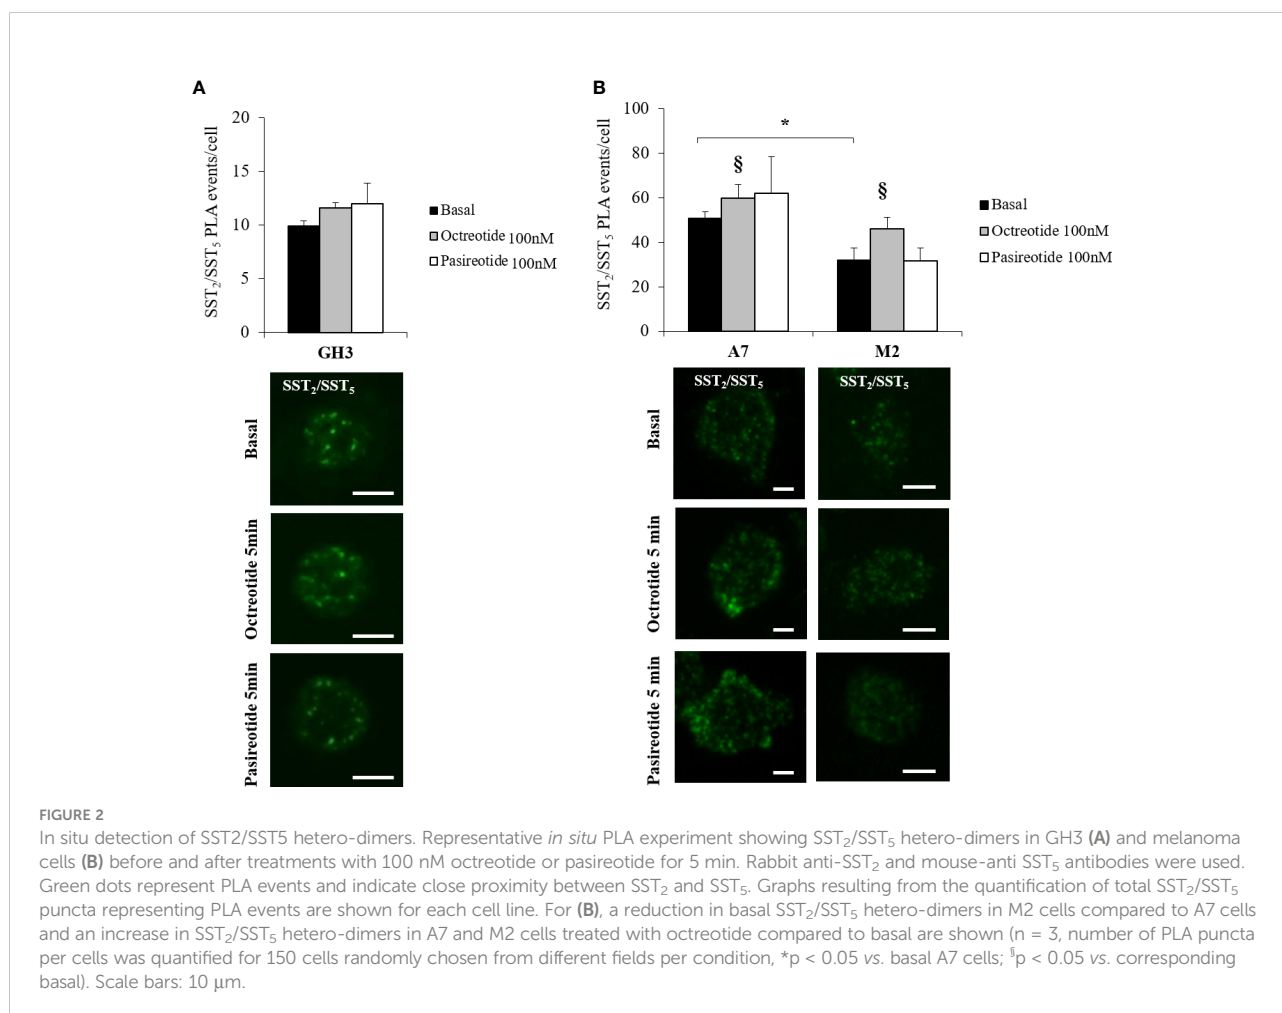 A
SST2/SST5 PLA events/cell
20
15
10
5
0
Basal
Octreotide 100nM
Pasireotide 100nM
GH3
SST2/SST5
Basal
Octreotide 5min
Pasireotide 5min
B
SST2/SST5 PLA events/cell
100
80
60
40
20
0
*
§
§
Basal
Octreotide 100nM
Pasireotide 100nM
A7
M2
SST2/SST5
SST2/SST5
Basal
Octrotide 5 min
Pasireotide 5 min
FIGURE 2
In situ detection of SST2/SST5 hetero-dimers. Representative in situ PLA experiment showing SST2/SST5 hetero-dimers in GH3 (A) and melanoma
cells (B) before and after treatments with 100 nM octreotide or pasireotide for 5 min. Rabbit anti-SST2 and mouse-anti SST5 antibodies were used.
Green dots represent PLA events and indicate close proximity between SST2 and SST5. Graphs resulting from the quantification of total SST2/SST5
puncta representing PLA events are shown for each cell line. For (B), a reduction in basal SST2/SST5 hetero-dimers in M2 cells compared to A7 cells
and an increase in SST2/SST5 hetero-dimers in A7 and M2 cells treated with octreotide compared to basal are shown (n = 3, number of PLA puncta
per cells was quantified for 150 cells randomly chosen from different fields per condition, *p < 0.05 vs. basal A7 cells; §p < 0.05 vs. corresponding
basal). Scale bars: 10 μm.